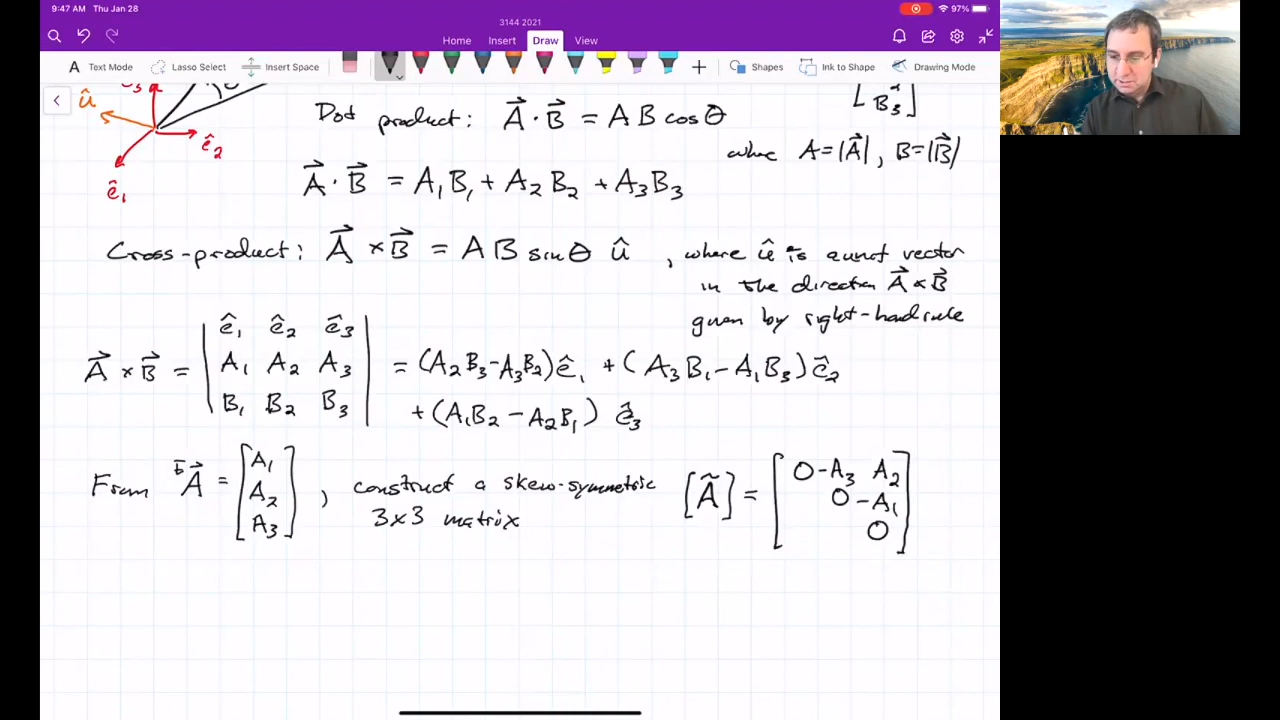 9:47 AM Thu Jan 28
97%
3144 2021
Home Insert Draw View
Text Mode Lasso Select Insert Space Shapes Ink to Shape Drawing Mode
û ê₂ ê₁
Dot product: A⃗ · B⃗ = A B cosθ
B₃ ]
where A = |A⃗| , B = |B⃗|
A⃗ · B⃗ = A₁B₁ + A₂B₂ + A₃B₃
Cross-product: A⃗ × B⃗ = A B sinθ û , where û is a unit vector
in the direction A⃗ × B⃗
given by right-hand rule
ê₁ ê₂ ê₃
A⃗ × B⃗ = | A₁ A₂ A₃ | = (A₂B₃ - A₃B₂) ê₁ + (A₃B₁ - A₁B₃) ê₂
B₁ B₂ B₃
+ (A₁B₂ - A₂B₁) ê₃
From ᵇA⃗ = [ A₁ A₂ A₃ ] , construct a skew-symmetric
3x3 matrix
[Ã] = [ 0 -A₃ A₂
0 -A₁
0 ]